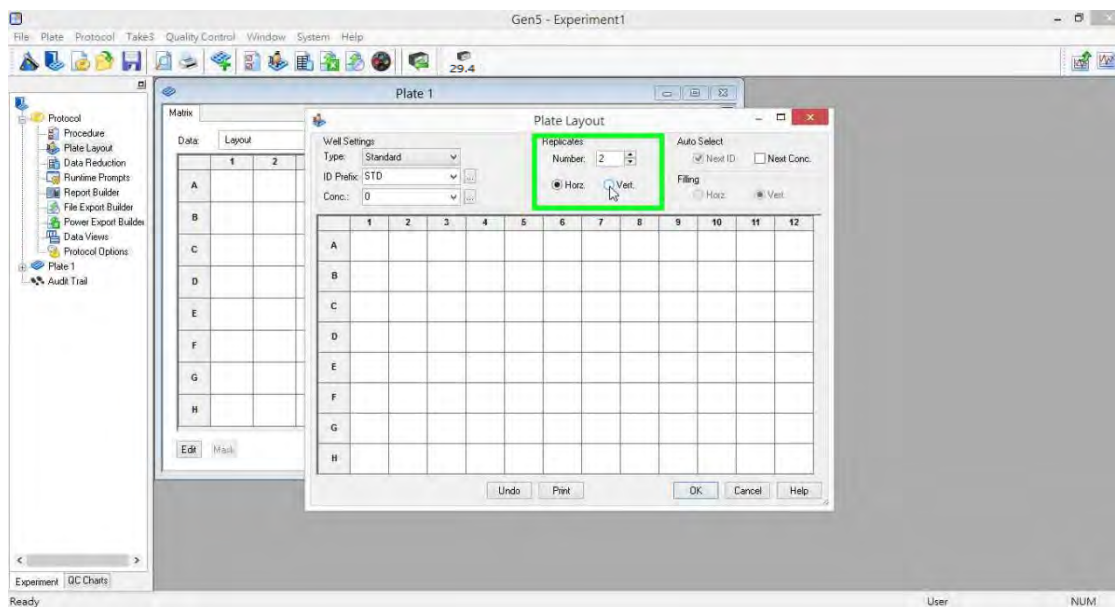 Gen5 - Experiment1
File Plate Protocol Take3 Quality Control Window System Help
29.4
Protocol
Procedure
Plate Layout
Data Reduction
Runtime Prompts
Report Builder
File Export Builder
Power Export Builder
Data Views
Protocol Options
Plate 1
Audit Trail
Experiment QC Charts
Plate 1
Matrix
Data: Layout
1 2
A
B
C
D
E
F
G
H
Edit Mask
Plate Layout
Well Settings
Type: Standard
ID Prefix: STD ...
Conc.: 0 ...
Replicates
Number: 2
Horz. Vert.
Auto Select
Next ID Next Conc.
Filling
Horz. Vert.
1 2 3 4 5 6 7 8 9 10 11 12
A
B
C
D
E
F
G
H
Undo Print OK Cancel Help
Ready User NUM